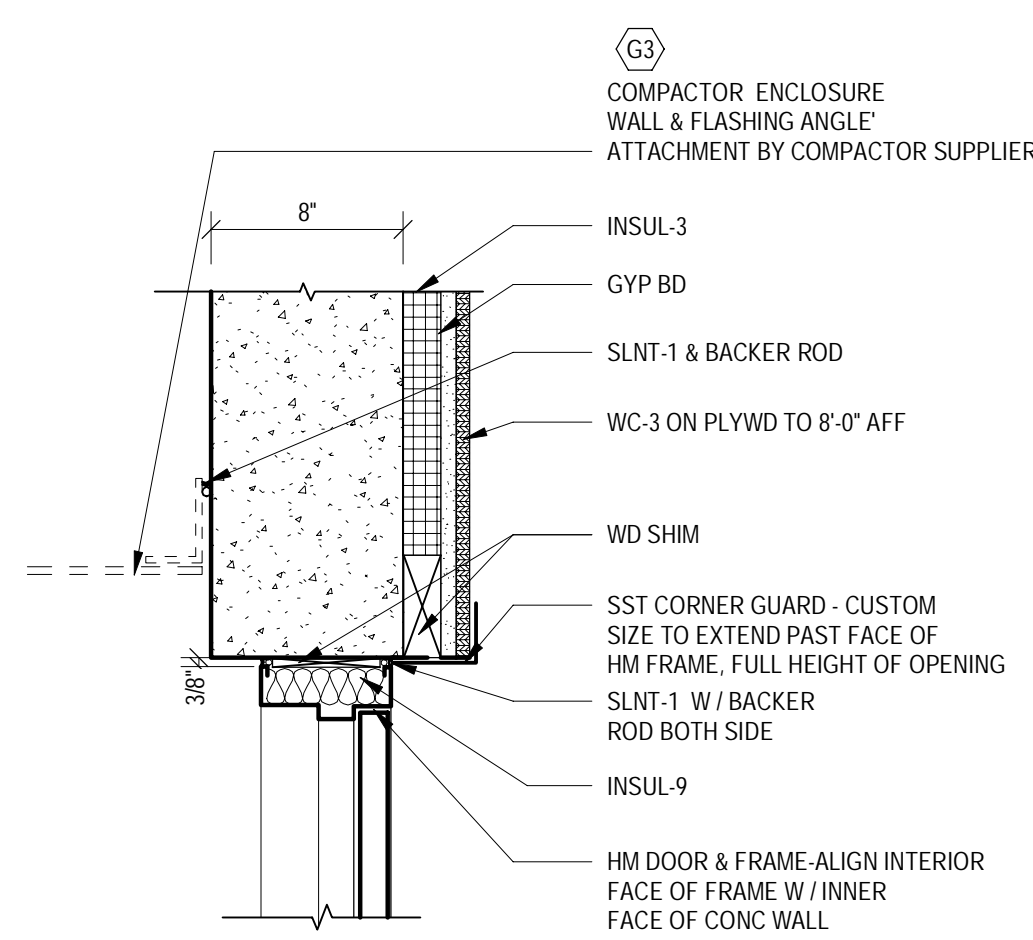 G3
COMPACTOR ENCLOSURE
WALL & FLASHING ANGLE'
ATTACHMENT BY COMPACTOR SUPPLIER
8"
INSUL-3
GYP BD
SLNT-1 & BACKER ROD
WC-3 ON PLYWD TO 8'-0" AFF
WD SHIM
SST CORNER GUARD - CUSTOM
SIZE TO EXTEND PAST FACE OF
HM FRAME, FULL HEIGHT OF OPENING
3/8"
SLNT-1 W / BACKER
ROD BOTH SIDE
INSUL-9
HM DOOR & FRAME-ALIGN INTERIOR
FACE OF FRAME W / INNER
FACE OF CONC WALL